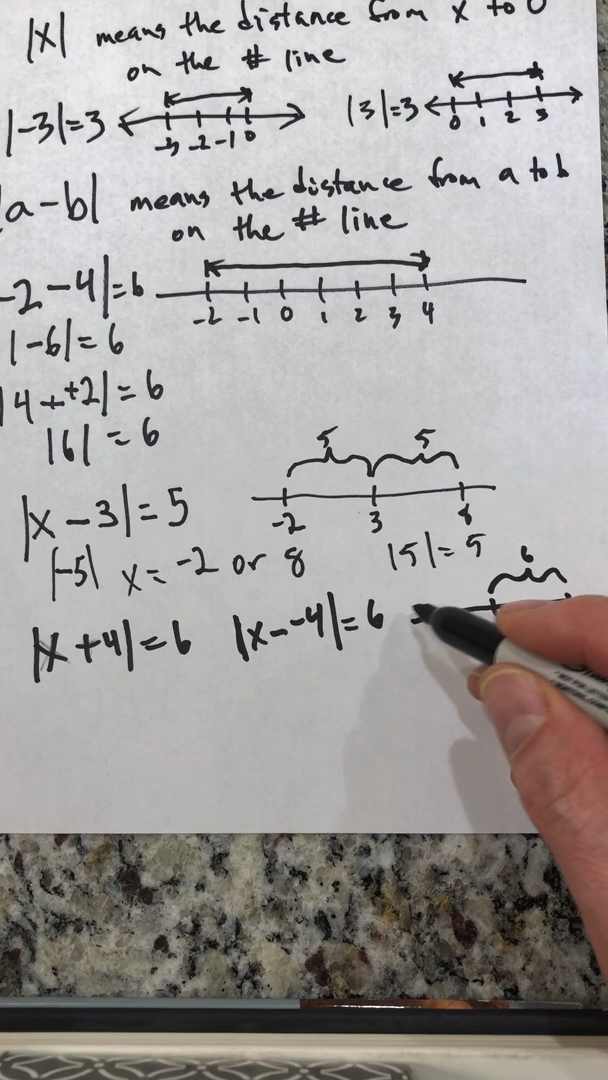 |x| means the distance from x to 0
on the # line
|-3|=3
-3 -2 -1 0
|3|=3
0 1 2 3
|a-b| means the distance from a to b
on the # line
-2-4|=6
-2 -1 0 1 2 3 4
|-6|=6
|4++2|=6
|6|=6
5 5
|x-3|=5
-2 3 8
|-5| x=-2 or 8 |5|=5
6
|x+4|=6 |x--4|=6